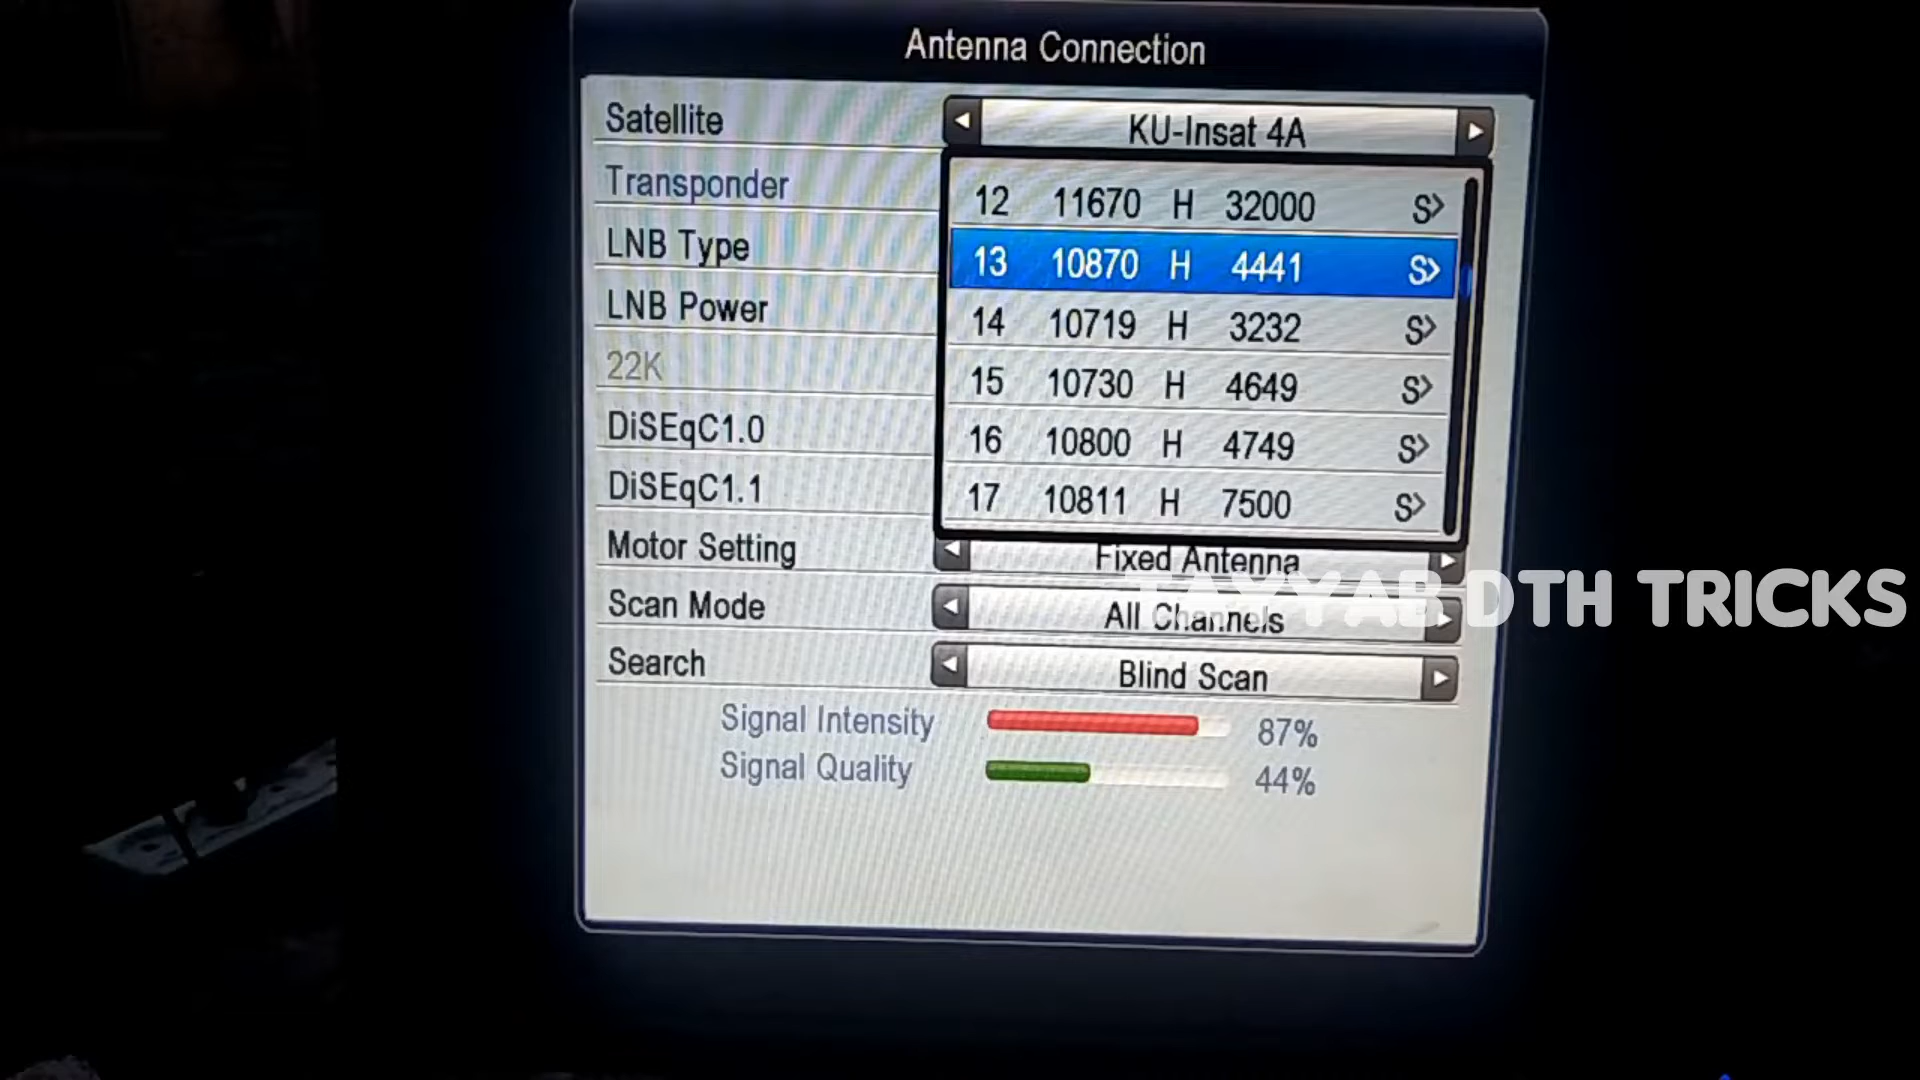 Antenna Connection
Satellite KU-Insat 4A
Transponder
12 11670 H 32000 S>
13 10870 H 4441 S>
14 10719 H 3232 S>
15 10730 H 4649 S>
16 10800 H 4749 S>
17 10811 H 7500 S>
LNB Type
LNB Power
22K
DiSEqC1.0
DiSEqC1.1
Motor Setting Fixed Antenna
TAYYAB DTH TRICKS
Scan Mode All Channels
Search Blind Scan
Signal Intensity 87%
Signal Quality 44%